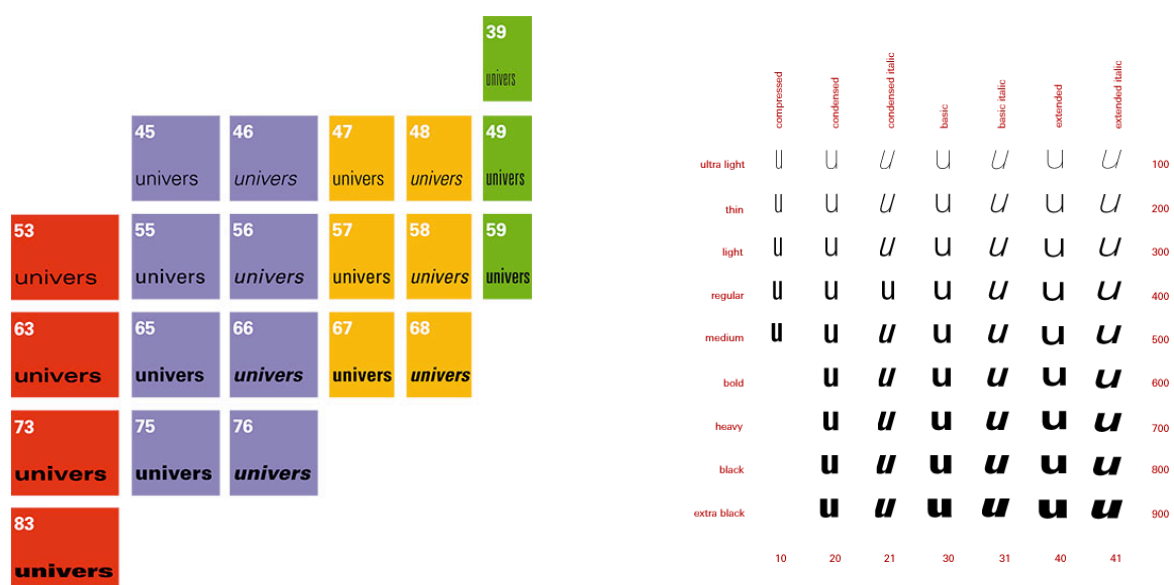 39
univers
45 46 47 48 49
univers univers univers univers univers
53 55 56 57 58 59
univers univers univers univers univers univers
63 65 66 67 68
univers univers univers univers univers
73 75 76
univers univers univers
83
univers
compressed condensed condensed italic basic basic italic extended extended italic
ultra light u u u u u u u 100
thin u u u u u u u 200
light u u u u u u u 300
regular u u u u u u u 400
medium u u u u u u u 500
bold u u u u u u 600
heavy u u u u u u 700
black u u u u u u 800
extra black u u u u u u 900
10 20 21 30 31 40 41